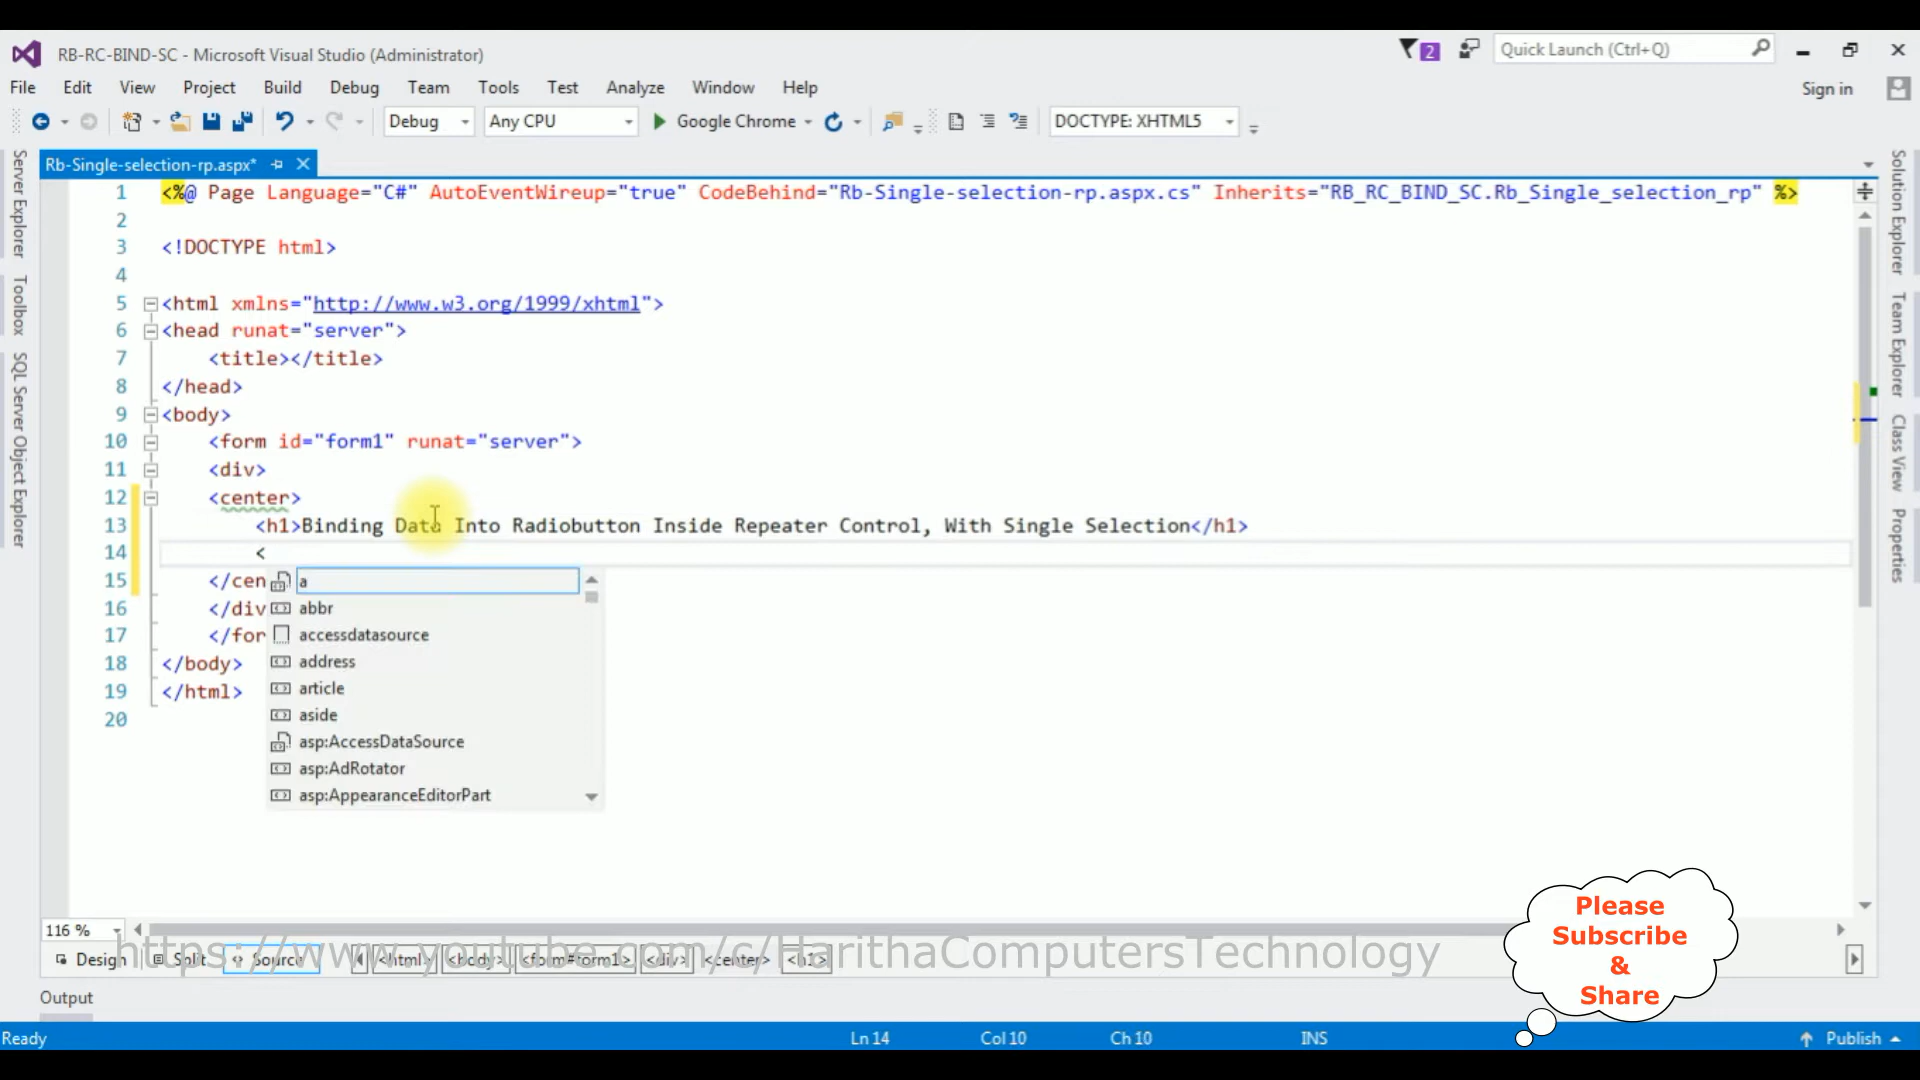 RB-RC-BIND-SC - Microsoft Visual Studio (Administrator)
2
Quick Launch (Ctrl+Q)
File Edit View Project Build Debug Team Tools Test Analyze Window Help
Sign in
Debug
Any CPU
Google Chrome
DOCTYPE: XHTML5
Server Explorer
Toolbox
SQL Server Object Explorer
Rb-Single-selection-rp.aspx*
1 <%@ Page Language="C#" AutoEventWireup="true" CodeBehind="Rb-Single-selection-rp.aspx.cs" Inherits="RB_RC_BIND_SC.Rb_Single_selection_rp" %>
2
3 <!DOCTYPE html>
4
5 <html xmlns="http://www.w3.org/1999/xhtml">
6 <head runat="server">
7 <title></title>
8 </head>
9 <body>
10 <form id="form1" runat="server">
11 <div>
12 <center>
13 <h1>Binding Data Into Radiobutton Inside Repeater Control, With Single Selection</h1>
14 <
15 </cen
16 </div
17 </for
18 </body>
19 </html>
20
a
abbr
accessdatasource
address
article
aside
asp:AccessDataSource
asp:AdRotator
asp:AppearanceEditorPart
Solution Explorer
Team Explorer
Class View
Properties
116 %
https://www.youtube.com/c/HarithaComputersTechnology
Design Split Source <html> <body> <form#form1> <div> <center> <h1>
Please
Subscribe
&
Share
Output
Ready
Ln 14
Col 10
Ch 10
INS
Publish